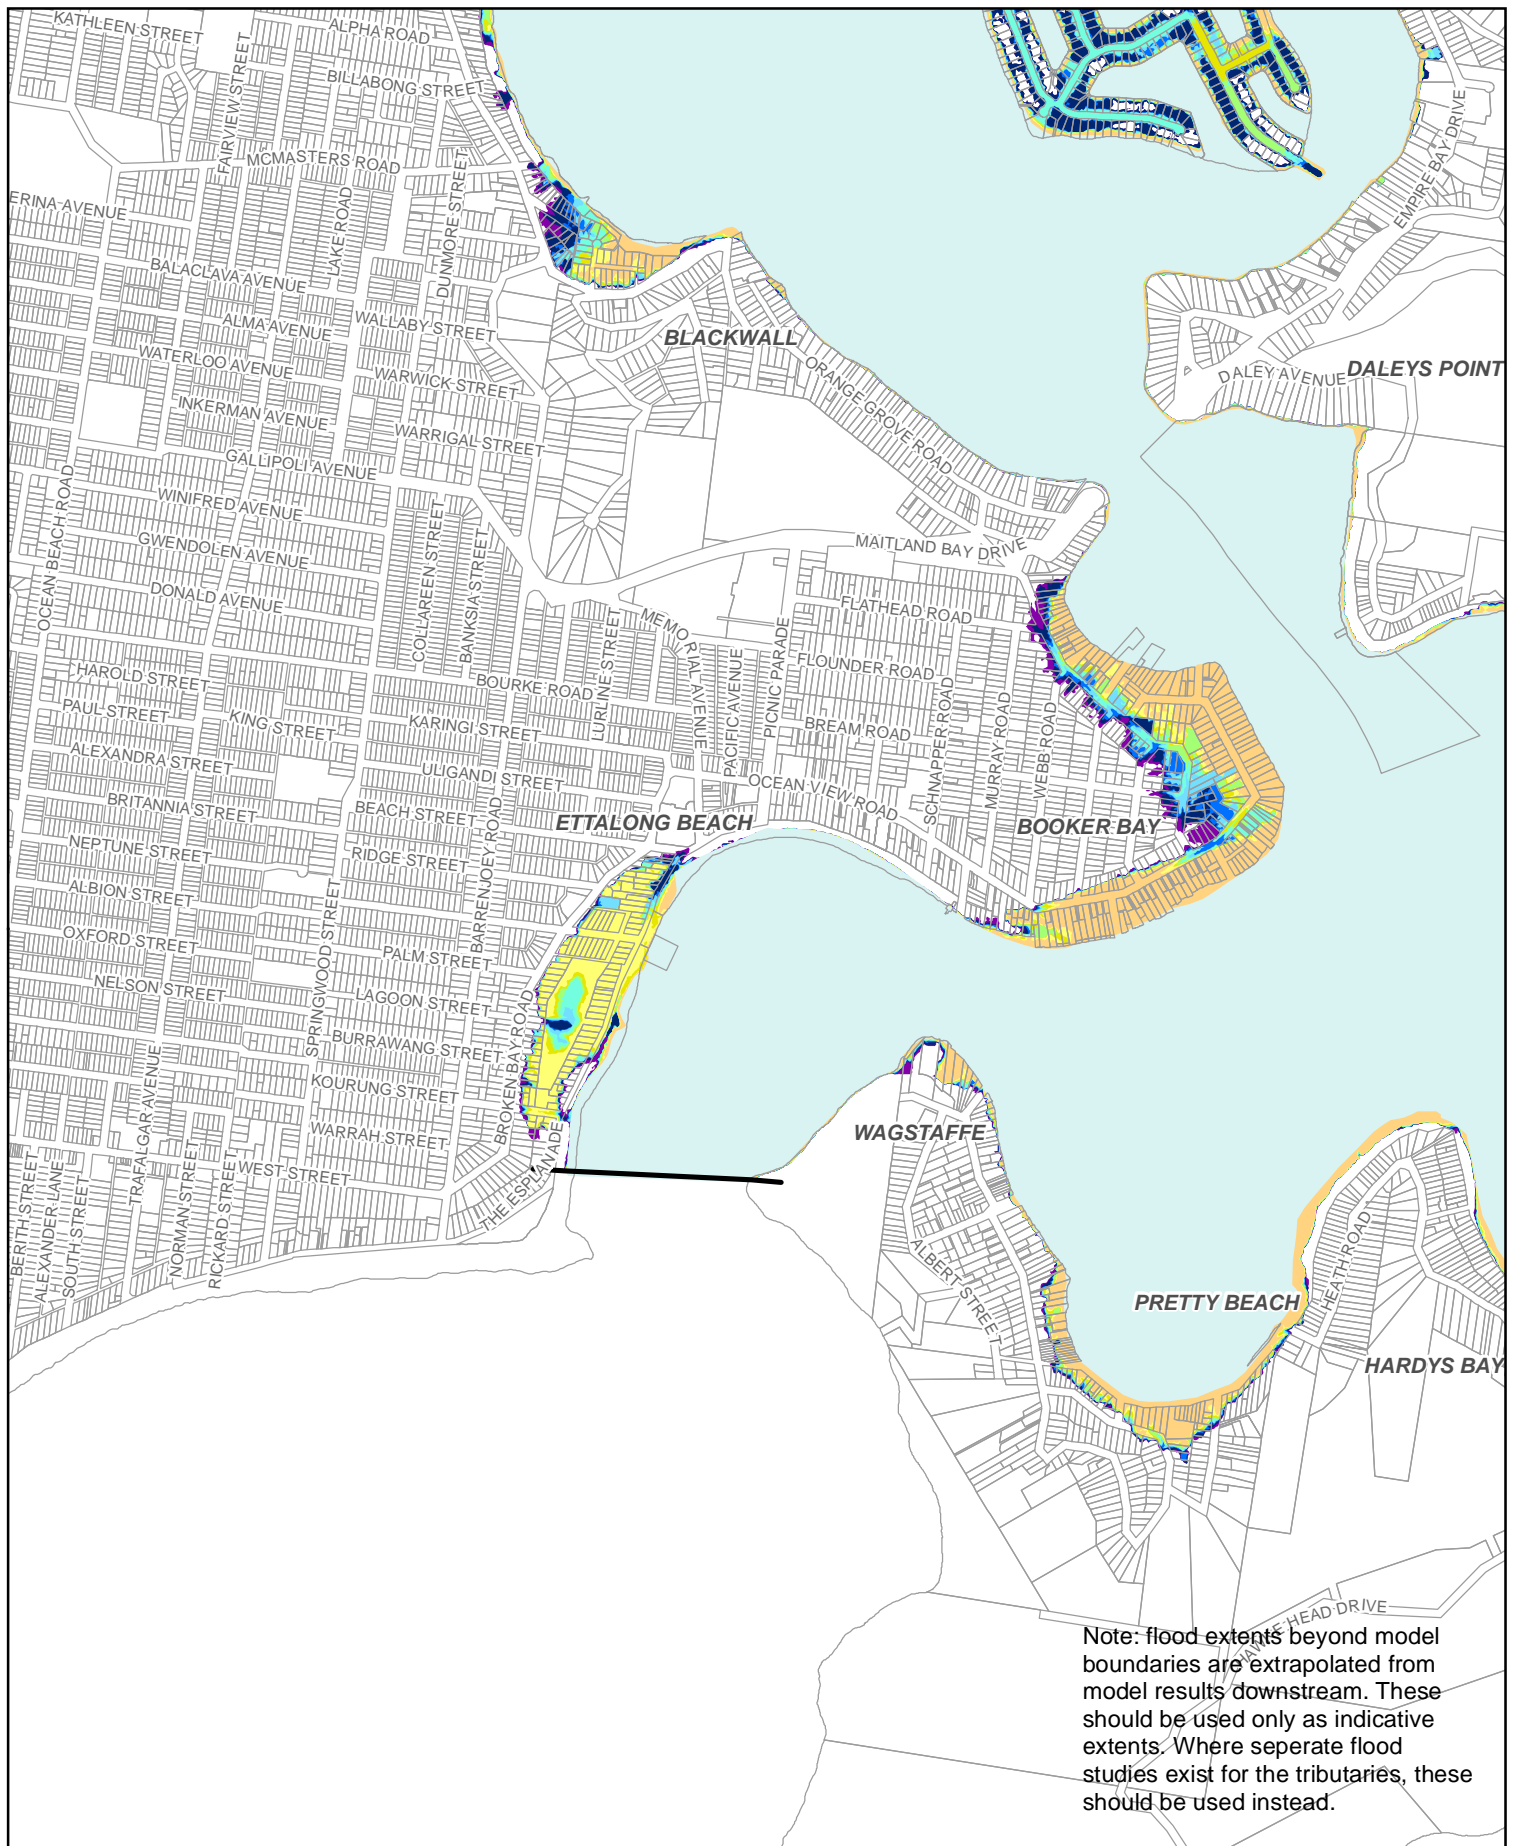 KATHLEEN STREET
ALPHA ROAD
FAIRVIEW STREET
BILLABONG STREET
MCMASTERS ROAD
EMPIRE BAY DRIVE
ERINA AVENUE
LAKE ROAD
DUNMORE STREET
BALACLAVA AVENUE
ALMA AVENUE
WALLABY STREET
BLACKWALL
WATERLOO AVENUE
WARWICK STREET
ORANGE GROVE ROAD
DALEY AVENUE
DALEYS POINT
INKERMAN AVENUE
WARRIGAL STREET
GALLIPOLI AVENUE
OCEAN BEACH ROAD
WINIFRED AVENUE
GWENDOLEN AVENUE
COLLAREEN STREET
BANKSIA STREET
MAITLAND BAY DRIVE
DONALD AVENUE
FLATHEAD ROAD
LURLINE STREET
MEMORIAL AVENUE
PACIFIC AVENUE
PICNIC PARADE
FLOUNDER ROAD
HAROLD STREET
BOURKE ROAD
PAUL STREET
KING STREET
KARINGI STREET
BREAM ROAD
SCHNAPPER ROAD
MURRAY ROAD
WEBB ROAD
ALEXANDRA STREET
ULIGANDI STREET
OCEAN VIEW ROAD
BRITANNIA STREET
BEACH STREET
ETTALONG BEACH
BOOKER BAY
NEPTUNE STREET
RIDGE STREET
BARRENJOEY ROAD
ALBION STREET
SPRINGWOOD STREET
OXFORD STREET
PALM STREET
NELSON STREET
LAGOON STREET
BROKEN BAY ROAD
BURRAWANG STREET
KOURUNG STREET
TRAFALGAR AVENUE
WARRAH STREET
WAGSTAFFE
WEST STREET
THE ESPLANADE
BERITH STREET
ALEXANDER LANE
SOUTH STREET
NORMAN STREET
RICKARD STREET
ALBERT STREET
HEATH ROAD
PRETTY BEACH
HARDYS BAY
HAWKE HEAD DRIVE
Note: flood extents beyond model
boundaries are extrapolated from
model results downstream. These
should be used only as indicative
extents. Where seperate flood
studies exist for the tributaries, these
should be used instead.